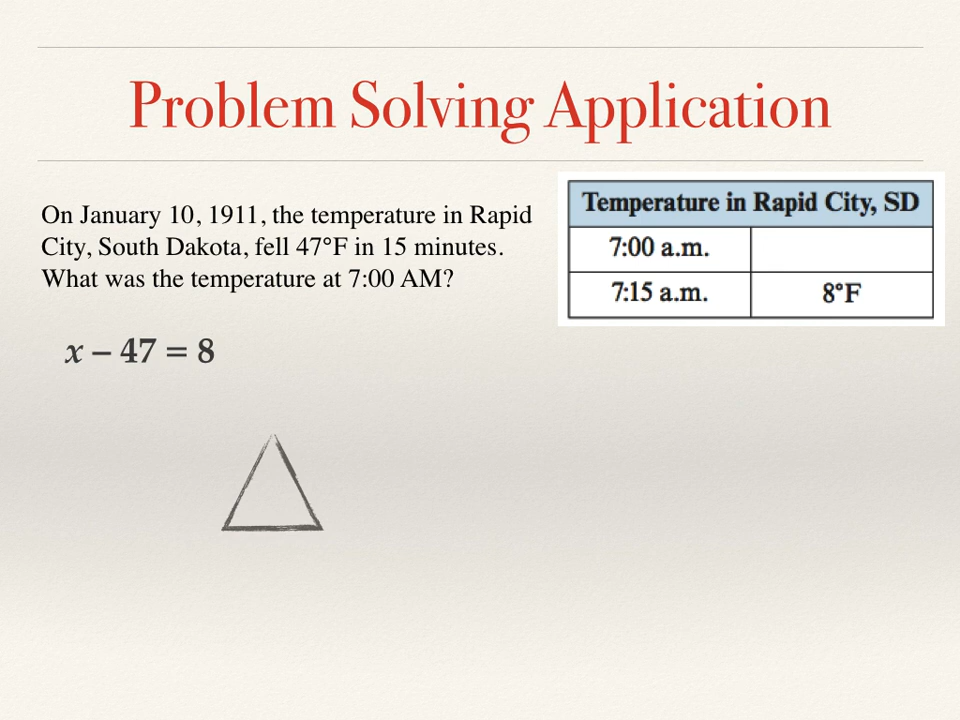 Problem Solving Application
On January 10, 1911, the temperature in Rapid
City, South Dakota, fell 47°F in 15 minutes.
What was the temperature at 7:00 AM?
Temperature in Rapid City, SD
7:00 a.m.
7:15 a.m. 8°F
x – 47 = 8